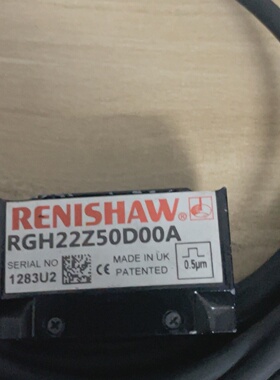 RENISHAW®
RGH22Z50D00A
SERIAL NO
1283U2
CE
MADE IN UK
PATENTED
0.5µm